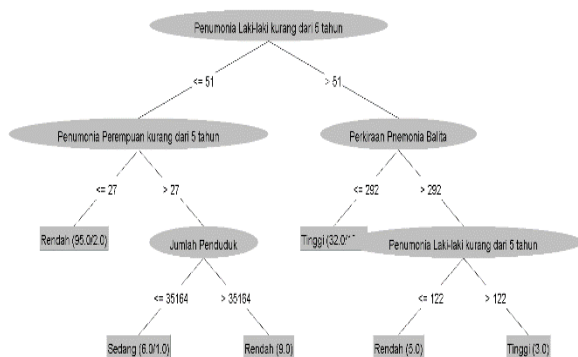 Penumonia Laki-laki kurang dari 5 tahun
<= 51
> 51
Penumonia Perempuan kurang dari 5 tahun
Perkiraan Pnemonia Balita
<= 27
> 27
<= 292
> 292
Rendah (95.0/2.0)
Jumlah Penduduk
Tinggi (32.0/
Penumonia Laki-laki kurang dari 5 tahun
<= 35164
> 35164
<= 122
> 122
Sedang (6.0/1.0)
Rendah (9.0)
Rendah (5.0)
Tinggi (3.0)